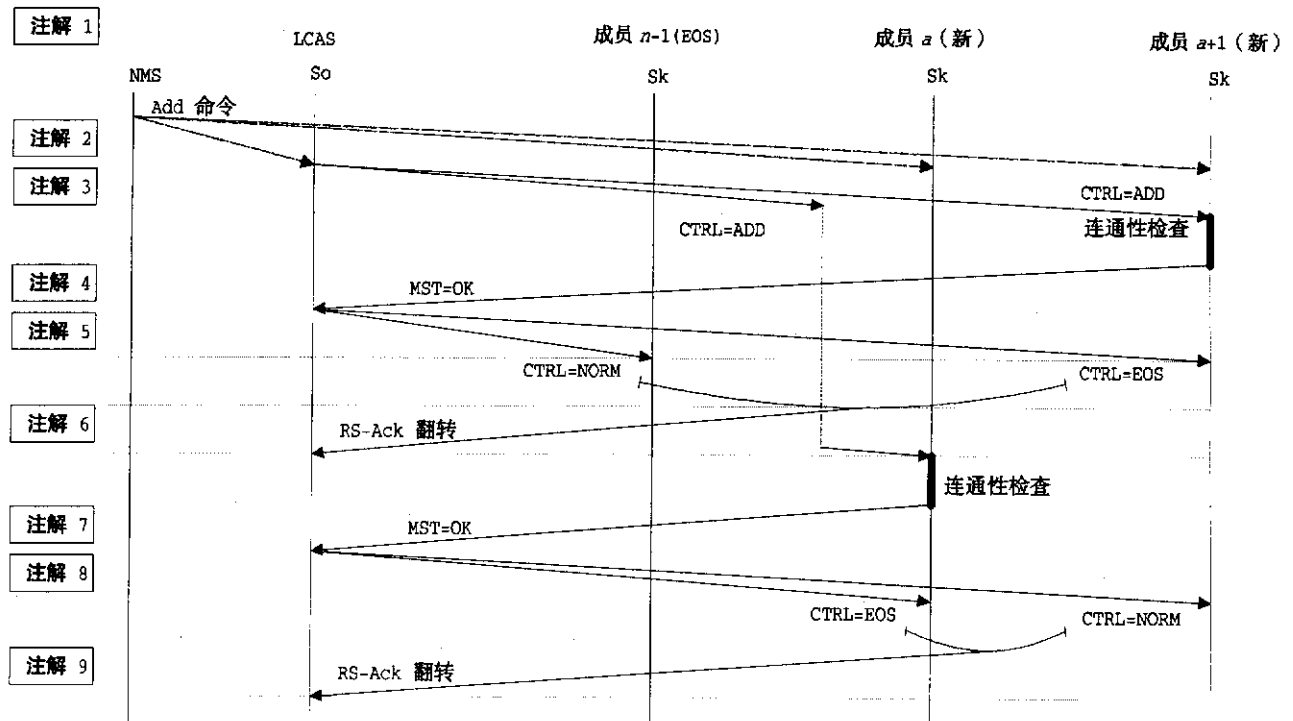 注解 1
LCAS
成员 n-1(EOS)
成员 a（新）
成员 a+1（新）
NMS
So
Sk
Sk
Sk
Add 命令
注解 2
注解 3
CTRL=ADD
CTRL=ADD
连通性检查
注解 4
MST=OK
注解 5
CTRL=NORM
CTRL=EOS
注解 6
RS-Ack 翻转
连通性检查
注解 7
MST=OK
注解 8
CTRL=EOS
CTRL=NORM
注解 9
RS-Ack 翻转